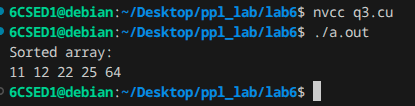 6CSED1@debian:~/Desktop/ppl_lab/lab6$ nvcc q3.cu
6CSED1@debian:~/Desktop/ppl_lab/lab6$ ./a.out
Sorted array:
11 12 22 25 64
6CSED1@debian:~/Desktop/ppl_lab/lab6$